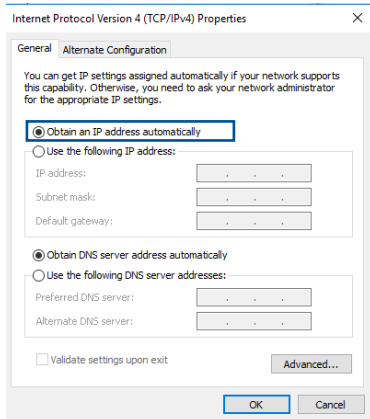 Internet Protocol Version 4 (TCP/IPv4) Properties
General Alternate Configuration
You can get IP settings assigned automatically if your network supports
this capability. Otherwise, you need to ask your network administrator
for the appropriate IP settings.
Obtain an IP address automatically
Use the following IP address:
IP address:
Subnet mask:
Default gateway:
Obtain DNS server address automatically
Use the following DNS server addresses:
Preferred DNS server:
Alternate DNS server:
Validate settings upon exit
Advanced...
OK Cancel